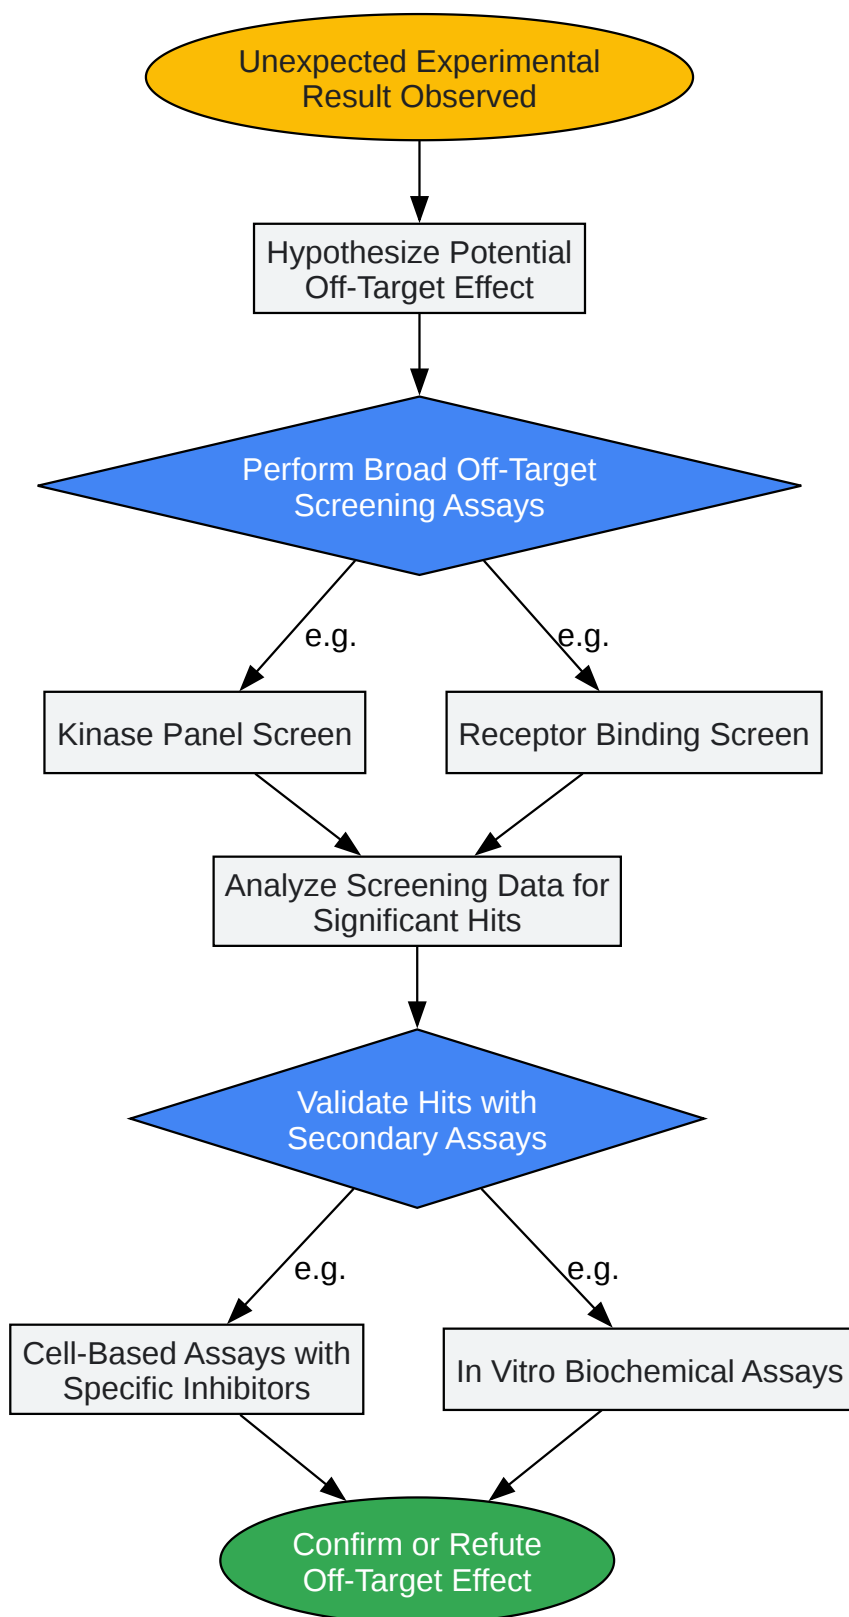 Unexpected Experimental
Result Observed
Hypothesize Potential
Off-Target Effect
Perform Broad Off-Target
Screening Assays
e.g.
e.g.
Kinase Panel Screen
Receptor Binding Screen
Analyze Screening Data for
Significant Hits
Validate Hits with
Secondary Assays
e.g.
e.g.
Cell-Based Assays with
Specific Inhibitors
In Vitro Biochemical Assays
Confirm or Refute
Off-Target Effect